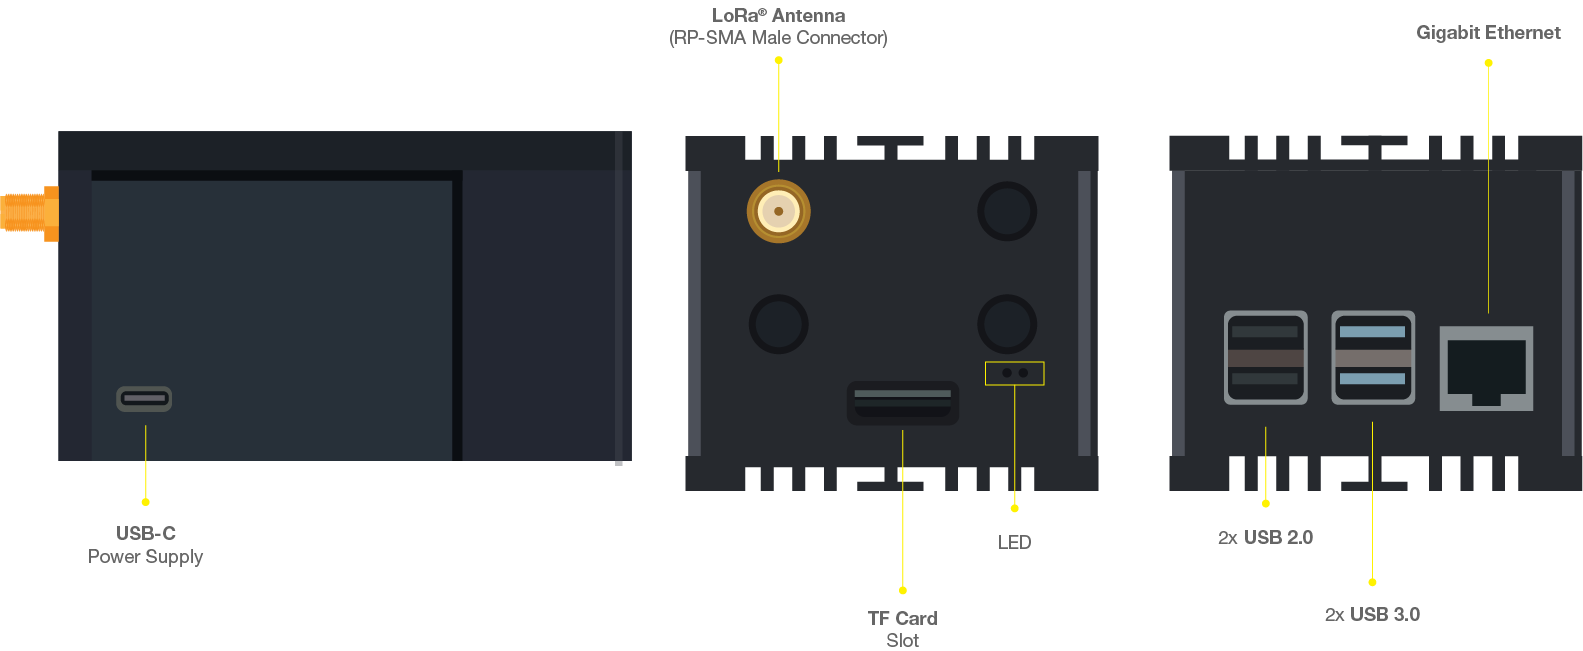 LoRa® Antenna
(RP-SMA Male Connector)
Gigabit Ethernet
USB-C
Power Supply
LED
2x USB 2.0
TF Card
Slot
2x USB 3.0